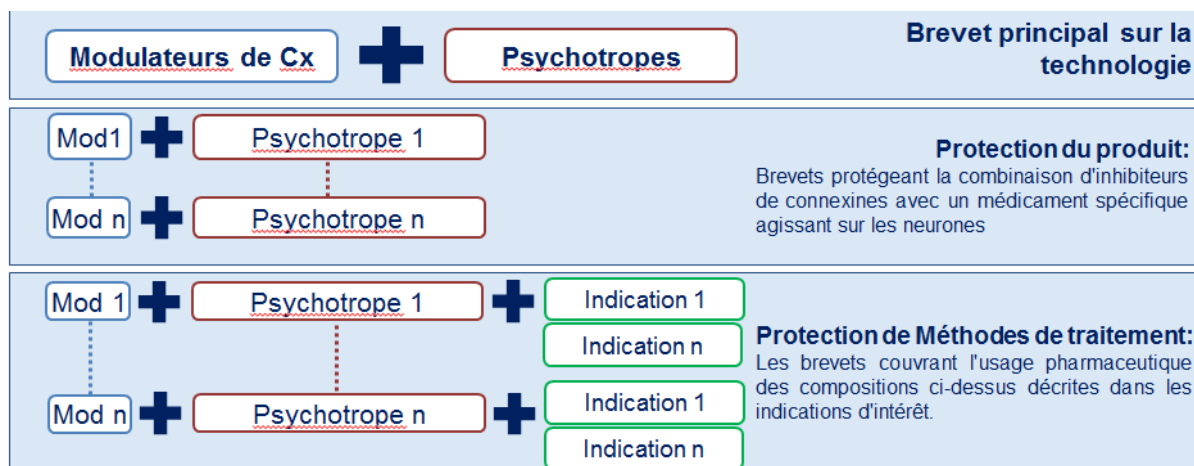 Modulateurs de Cx
Psychotropes
Brevet principal sur la
technologie
Mod1
Psychotrope 1
Mod n
Psychotrope n
Protection du produit:
Brevets protégeant la combinaison d'inhibiteurs
de connexines avec un médicament spécifique
agissant sur les neurones
Mod 1
Psychotrope 1
Indication 1
Indication n
Mod n
Psychotrope n
Indication 1
Indication n
Protection de Méthodes de traitement:
Les brevets couvrant l'usage pharmaceutique
des compositions ci-dessus décrites dans les
indications d'intérêt.